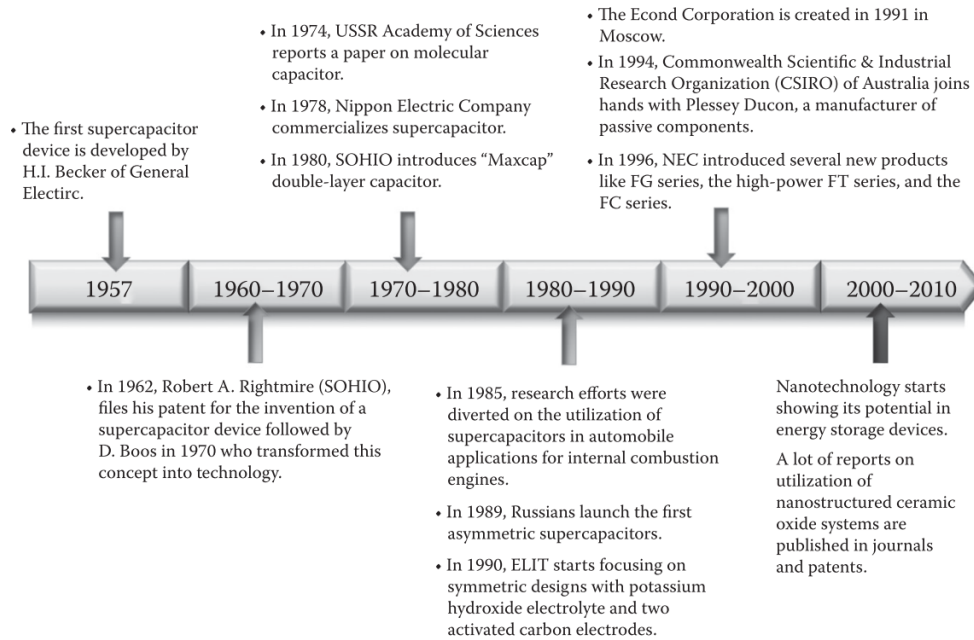 • The first supercapacitor
device is developed by
H.I. Becker of General
Electirc.
• In 1974, USSR Academy of Sciences
reports a paper on molecular
capacitor.
• In 1978, Nippon Electric Company
commercializes supercapacitor.
• In 1980, SOHIO introduces “Maxcap”
double-layer capacitor.
• The Econd Corporation is created in 1991 in
Moscow.
• In 1994, Commonwealth Scientific & Industrial
Research Organization (CSIRO) of Australia joins
hands with Plessey Ducon, a manufacturer of
passive components.
• In 1996, NEC introduced several new products
like FG series, the high-power FT series, and the
FC series.
1957
1960–1970
1970–1980
1980–1990
1990–2000
2000–2010
• In 1962, Robert A. Rightmire (SOHIO),
files his patent for the invention of a
supercapacitor device followed by
D. Boos in 1970 who transformed this
concept into technology.
• In 1985, research efforts were
diverted on the utilization of
supercapacitors in automobile
applications for internal combustion
engines.
• In 1989, Russians launch the first
asymmetric supercapacitors.
• In 1990, ELIT starts focusing on
symmetric designs with potassium
hydroxide electrolyte and two
activated carbon electrodes.
Nanotechnology starts
showing its potential in
energy storage devices.
A lot of reports on
utilization of
nanostructured ceramic
oxide systems are
published in journals
and patents.